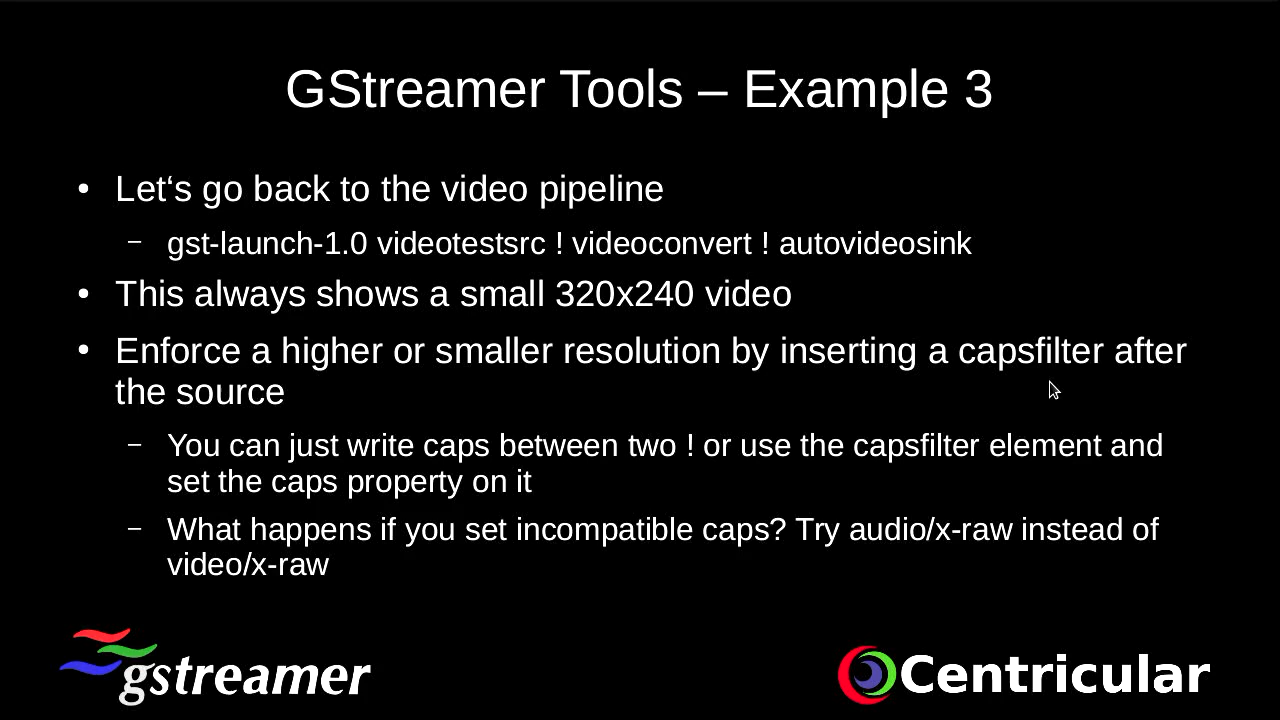 GStreamer Tools – Example 3
• Let‘s go back to the video pipeline
– gst-launch-1.0 videotestsrc ! videoconvert ! autovideosink
• This always shows a small 320x240 video
• Enforce a higher or smaller resolution by inserting a capsfilter after
the source
– You can just write caps between two ! or use the capsfilter element and
set the caps property on it
– What happens if you set incompatible caps? Try audio/x-raw instead of
video/x-raw
gstreamer
Centricular